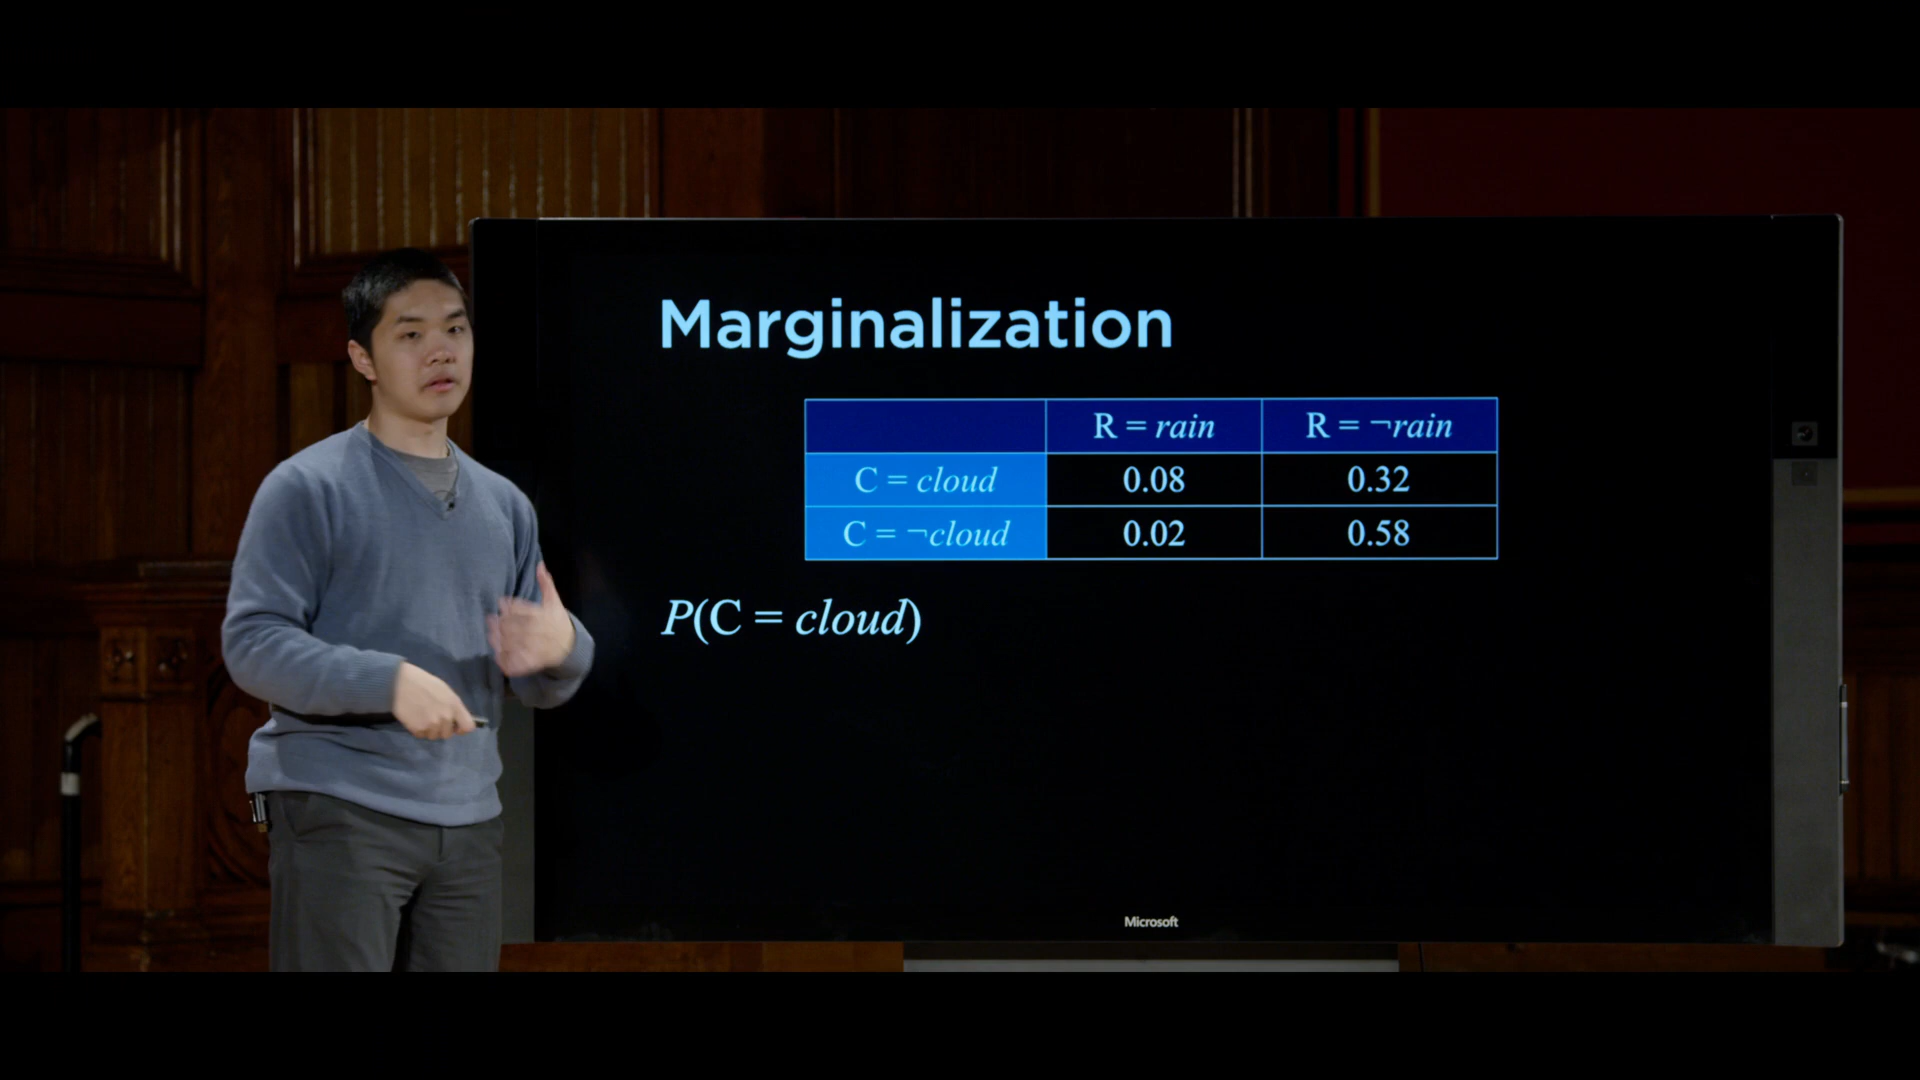 Marginalization
R = rain R = ¬rain
C = cloud 0.08 0.32
C = ¬cloud 0.02 0.58
P(C = cloud)
Microsoft